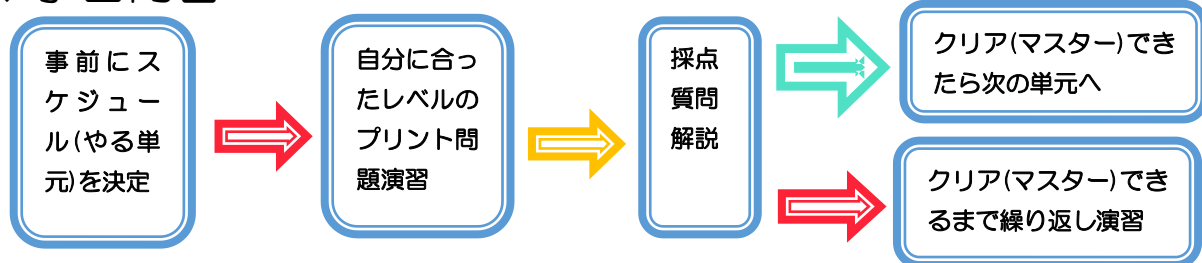 事前にス
ケジュー
ル(やる単
元)を決定
自分に合っ
たレベルの
プリント問
題演習
採点
質問
解説
クリア(マスター)でき
たら次の単元へ
クリア(マスター)でき
るまで繰り返し演習